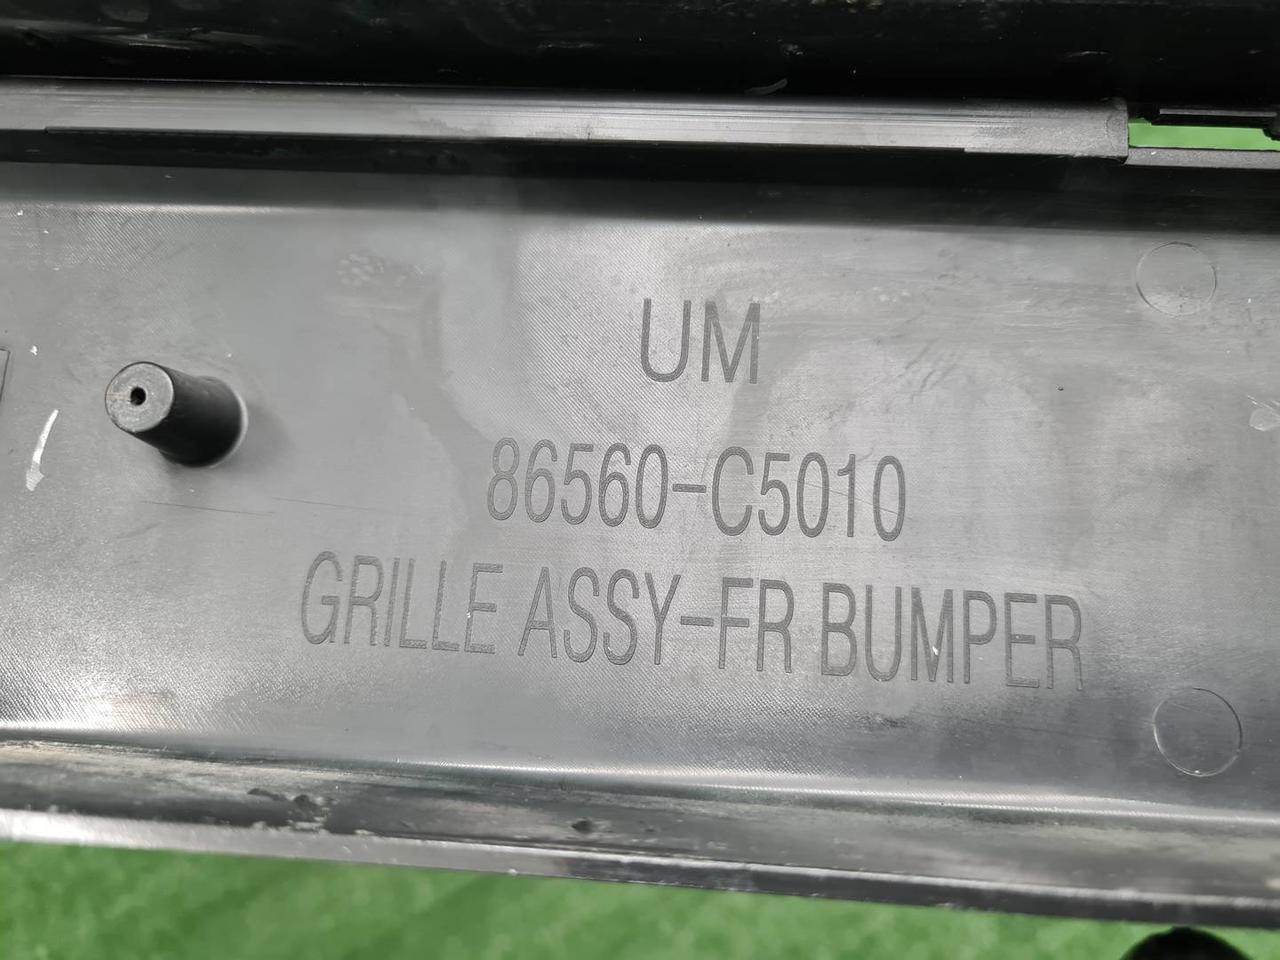 UM
86560-C5010
GRILLE ASSY-FR BUMPER